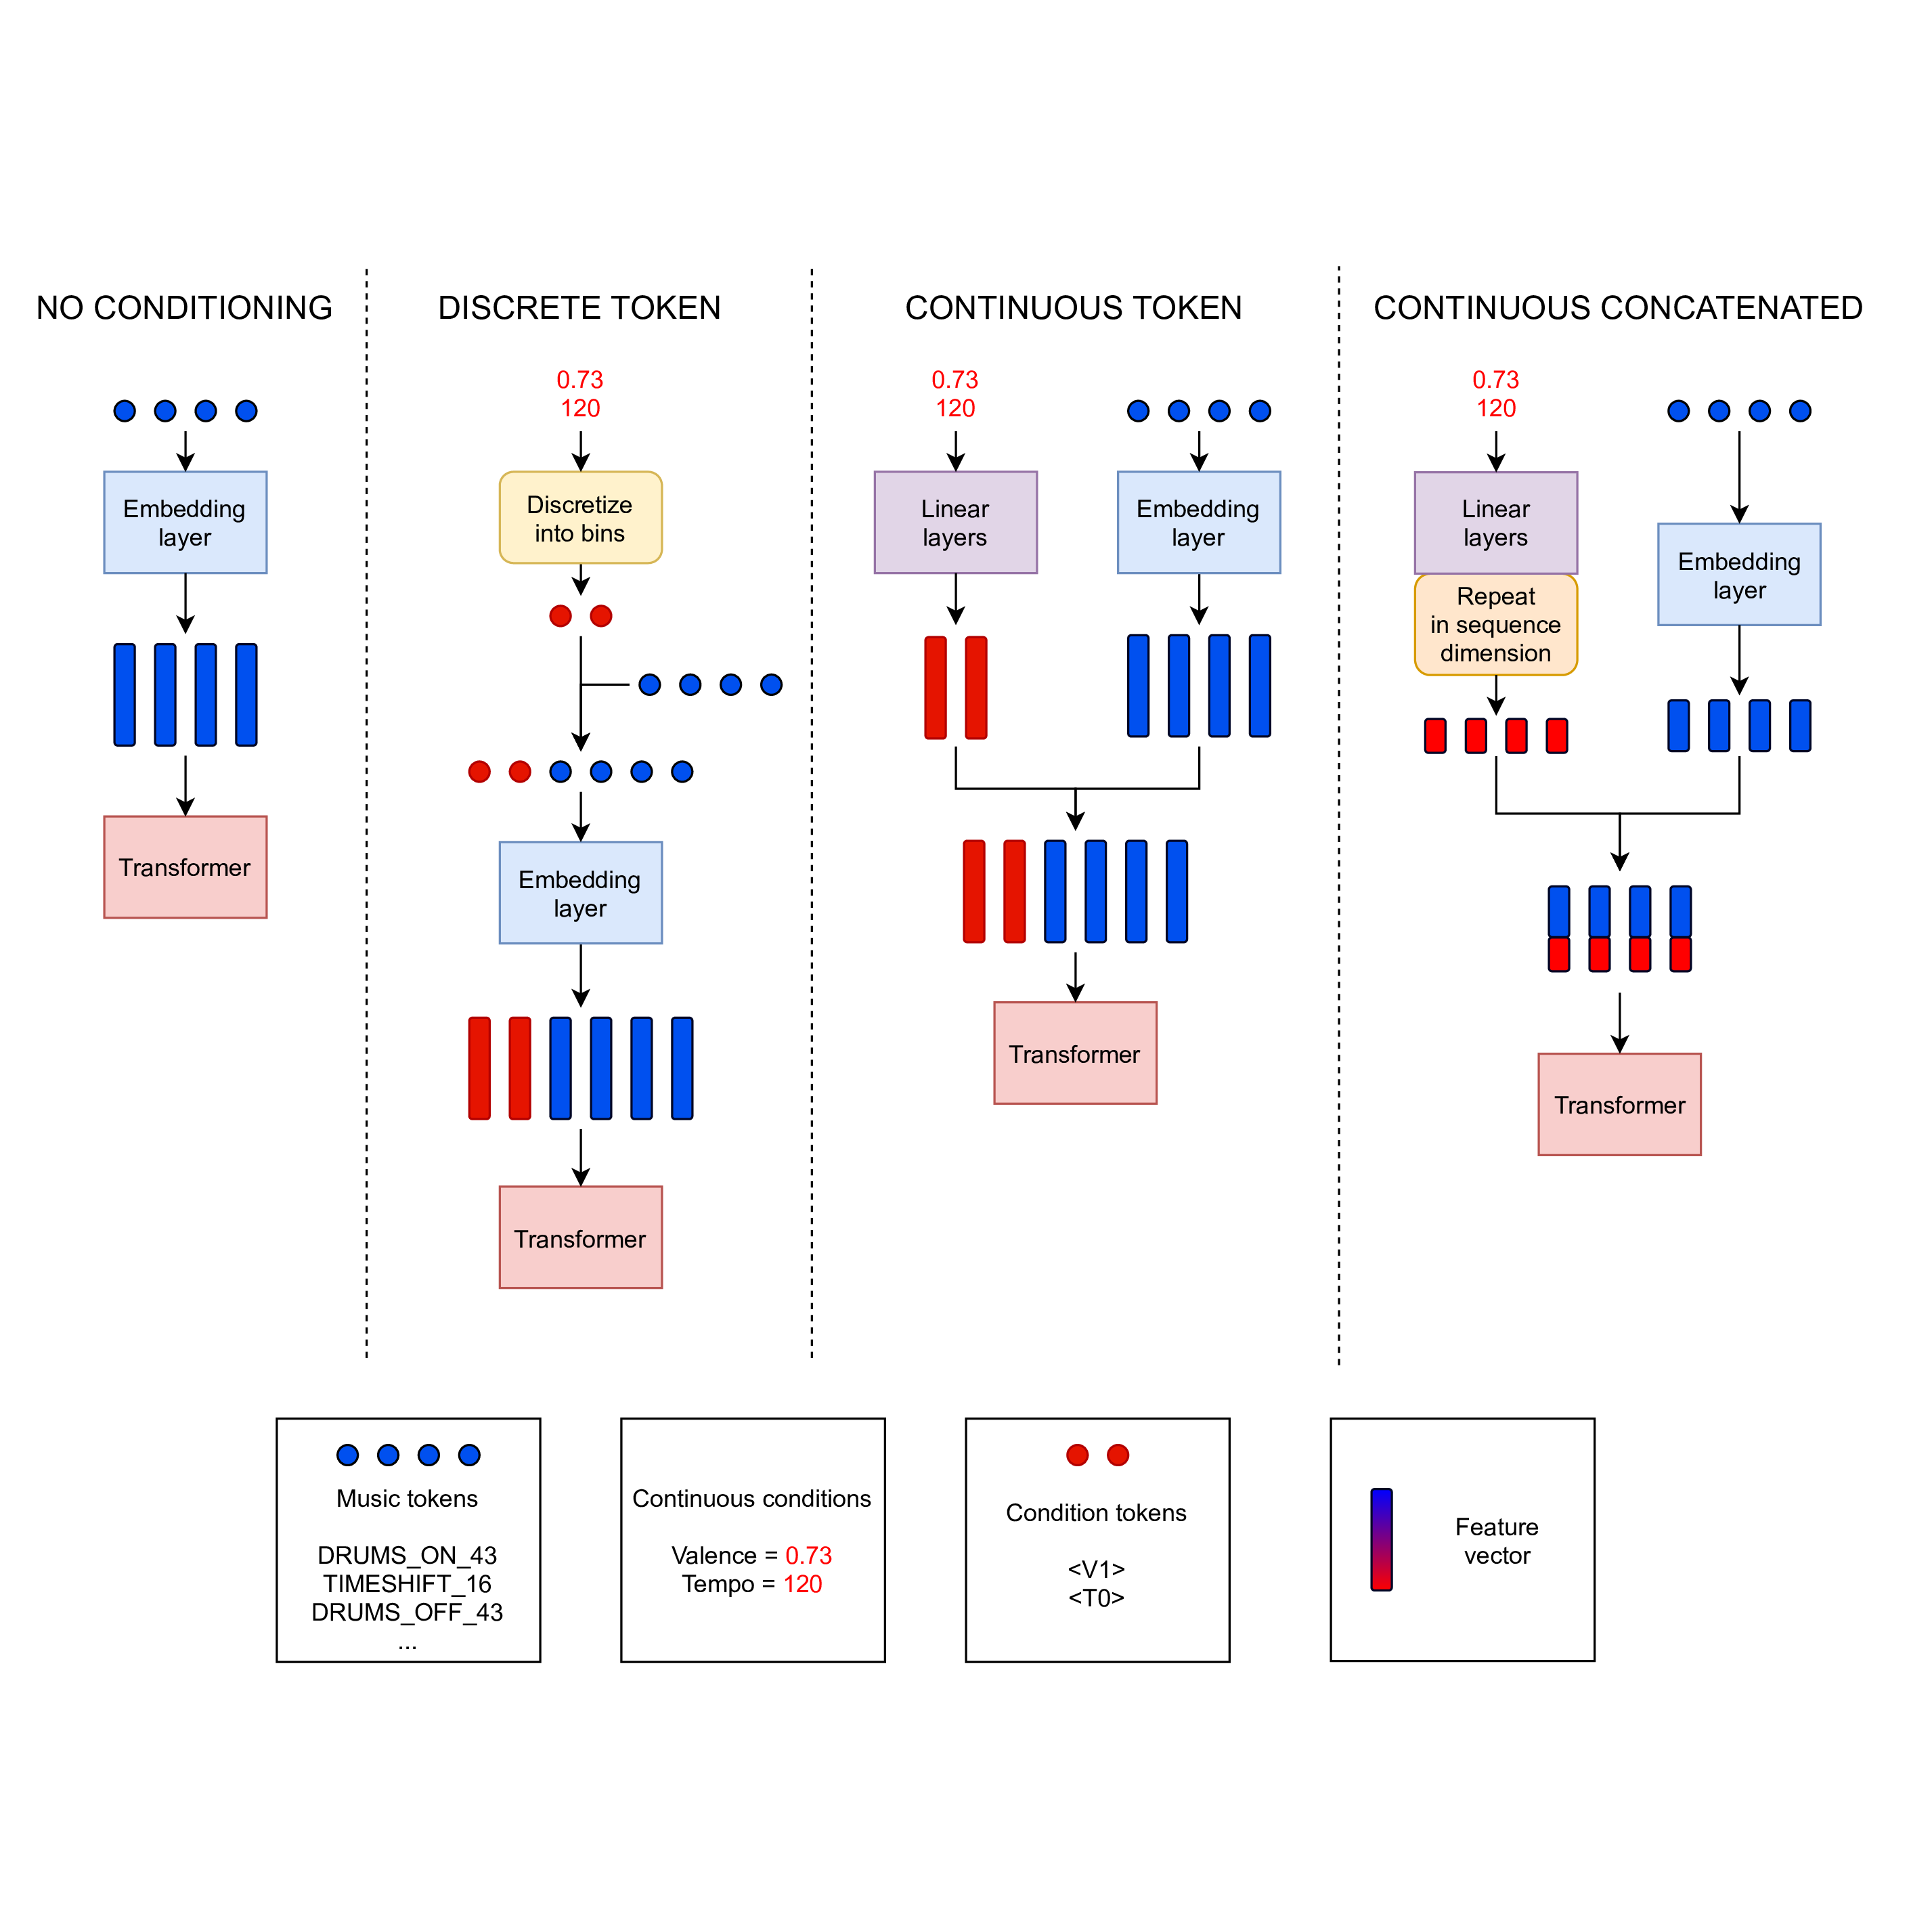 NO CONDITIONING
Embedding
layer
Transformer
DISCRETE TOKEN
0.73
120
Discretize
into bins
Embedding
layer
Transformer
CONTINUOUS TOKEN
0.73
120
Linear
layers
Embedding
layer
Transformer
CONTINUOUS CONCATENATED
0.73
120
Linear
layers
Repeat
in sequence
dimension
Embedding
layer
Transformer
Music tokens
DRUMS_ON_43
TIMESHIFT_16
DRUMS_OFF_43
...
Continuous conditions
Valence = 0.73
Tempo = 120
Condition tokens
<V1>
<T0>
Feature
vector